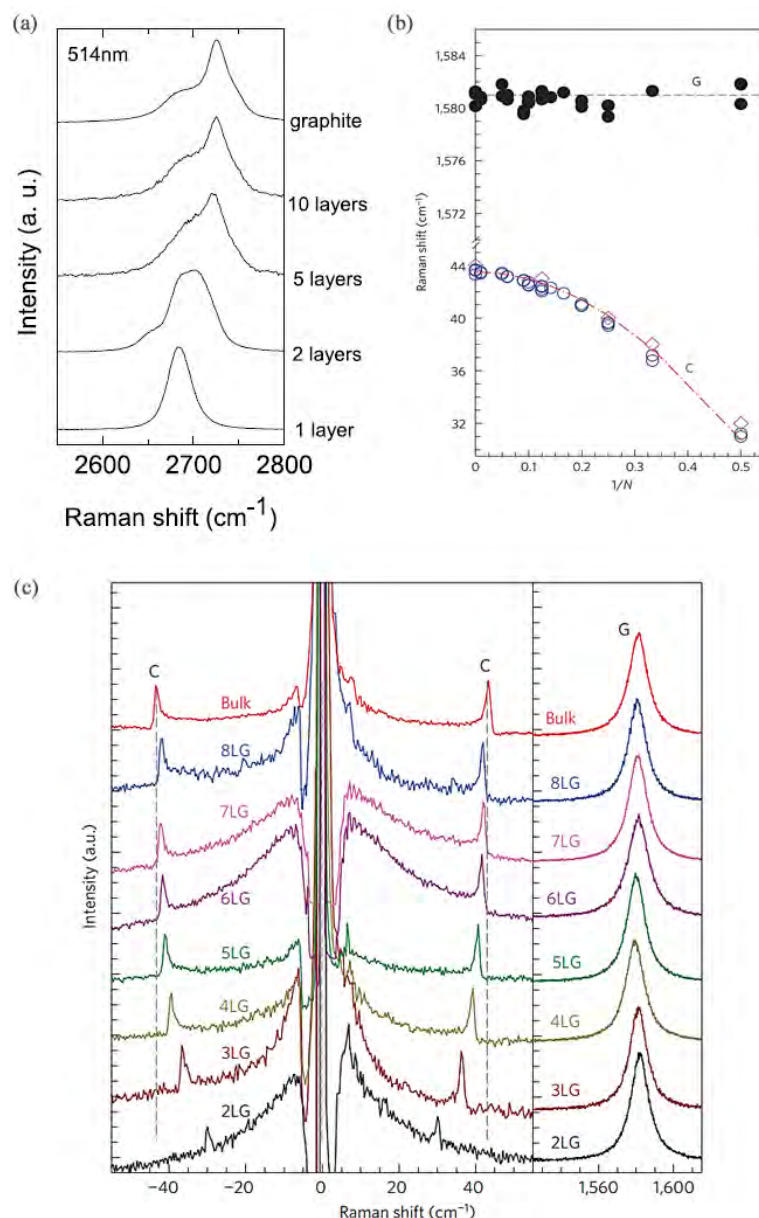 (a)
514nm
graphite
10 layers
5 layers
2 layers
1 layer
Intensity (a. u.)
2600 2700 2800
Raman shift (cm⁻¹)
(b)
1,584
1,580
1,576
1,572
44
40
36
32
G
C
Raman shift (cm⁻¹)
0 0.1 0.2 0.3 0.4 0.5
1/N
(c)
C C G
Bulk Bulk
8LG 8LG
7LG 7LG
6LG 6LG
5LG 5LG
4LG 4LG
3LG 3LG
2LG 2LG
Intensity (a.u.)
−40 −20 0 20 40 1,560 1,600
Raman shift (cm⁻¹)